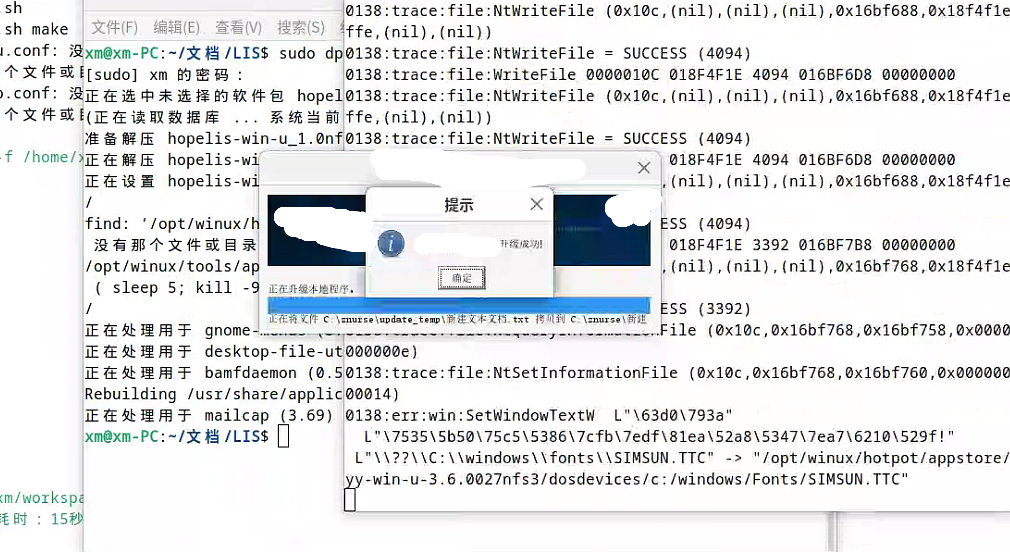 .sh
.sh make
u.conf: 没
个文件或目
p.conf: 没
个文件或目
-f /home/x
xm/workspa
耗时：15秒
文件(F) 编辑(E) 查看(V) 搜索(S)
xm@xm-PC:~/文档/LIS$ sudo dp
[sudo] xm 的密码：
正在选中未选择的软件包 hopel
(正在读取数据库 ... 系统当前
准备解压 hopelis-win-u_1.0nf
正在解压 hopelis-wi
正在设置 hopelis-wi
/
find: '/opt/winux/h
没有那个文件或目录
/opt/winux/tools/ap
( sleep 5; kill -9
/
正在处理用于 gnome-menus
正在处理用于 desktop-file-ut
正在处理用于 bamfdaemon (0.5
Rebuilding /usr/share/applic
正在处理用于 mailcap (3.69)
xm@xm-PC:~/文档/LIS$
0138:trace:file:NtWriteFile (0x10c,(nil),(nil),(nil),0x16bf688,0x18f4f1e
ffe,(nil),(nil))
0138:trace:file:NtWriteFile = SUCCESS (4094)
0138:trace:file:WriteFile 0000010C 018F4F1E 4094 016BF6D8 00000000
0138:trace:file:NtWriteFile (0x10c,(nil),(nil),(nil),0x16bf688,0x18f4f1e
ffe,(nil),(nil))
0138:trace:file:NtWriteFile = SUCCESS (4094)
018F4F1E 4094 016BF6D8 00000000
,(nil),(nil),0x16bf688,0x18f4f1e
ESS (4094)
018F4F1E 3392 016BF7B8 00000000
,(nil),(nil),0x16bf768,0x18f4f1e
ESS (3392)
File (0x10c,0x16bf768,0x16bf758,0x0000
000000e)
0138:trace:file:NtSetInformationFile (0x10c,0x16bf768,0x16bf760,0x000000
00014)
0138:err:win:SetWindowTextW L"\63d0\793a"
L"\7535\5b50\75c5\5386\7cfb\7edf\81ea\52a8\5347\7ea7\6210\529f!"
L"\\??\\C:\\windows\\fonts\\SIMSUN.TTC" -> "/opt/winux/hotpot/appstore/
yy-win-u-3.6.0027nfs3/dosdevices/c:/windows/Fonts/SIMSUN.TTC"
提示
升级成功!
确定
正在升级本地程序。
正在将文件 C:\znurse\update_temp\新建文本文档.txt 拷贝到 C:\znurse\新建